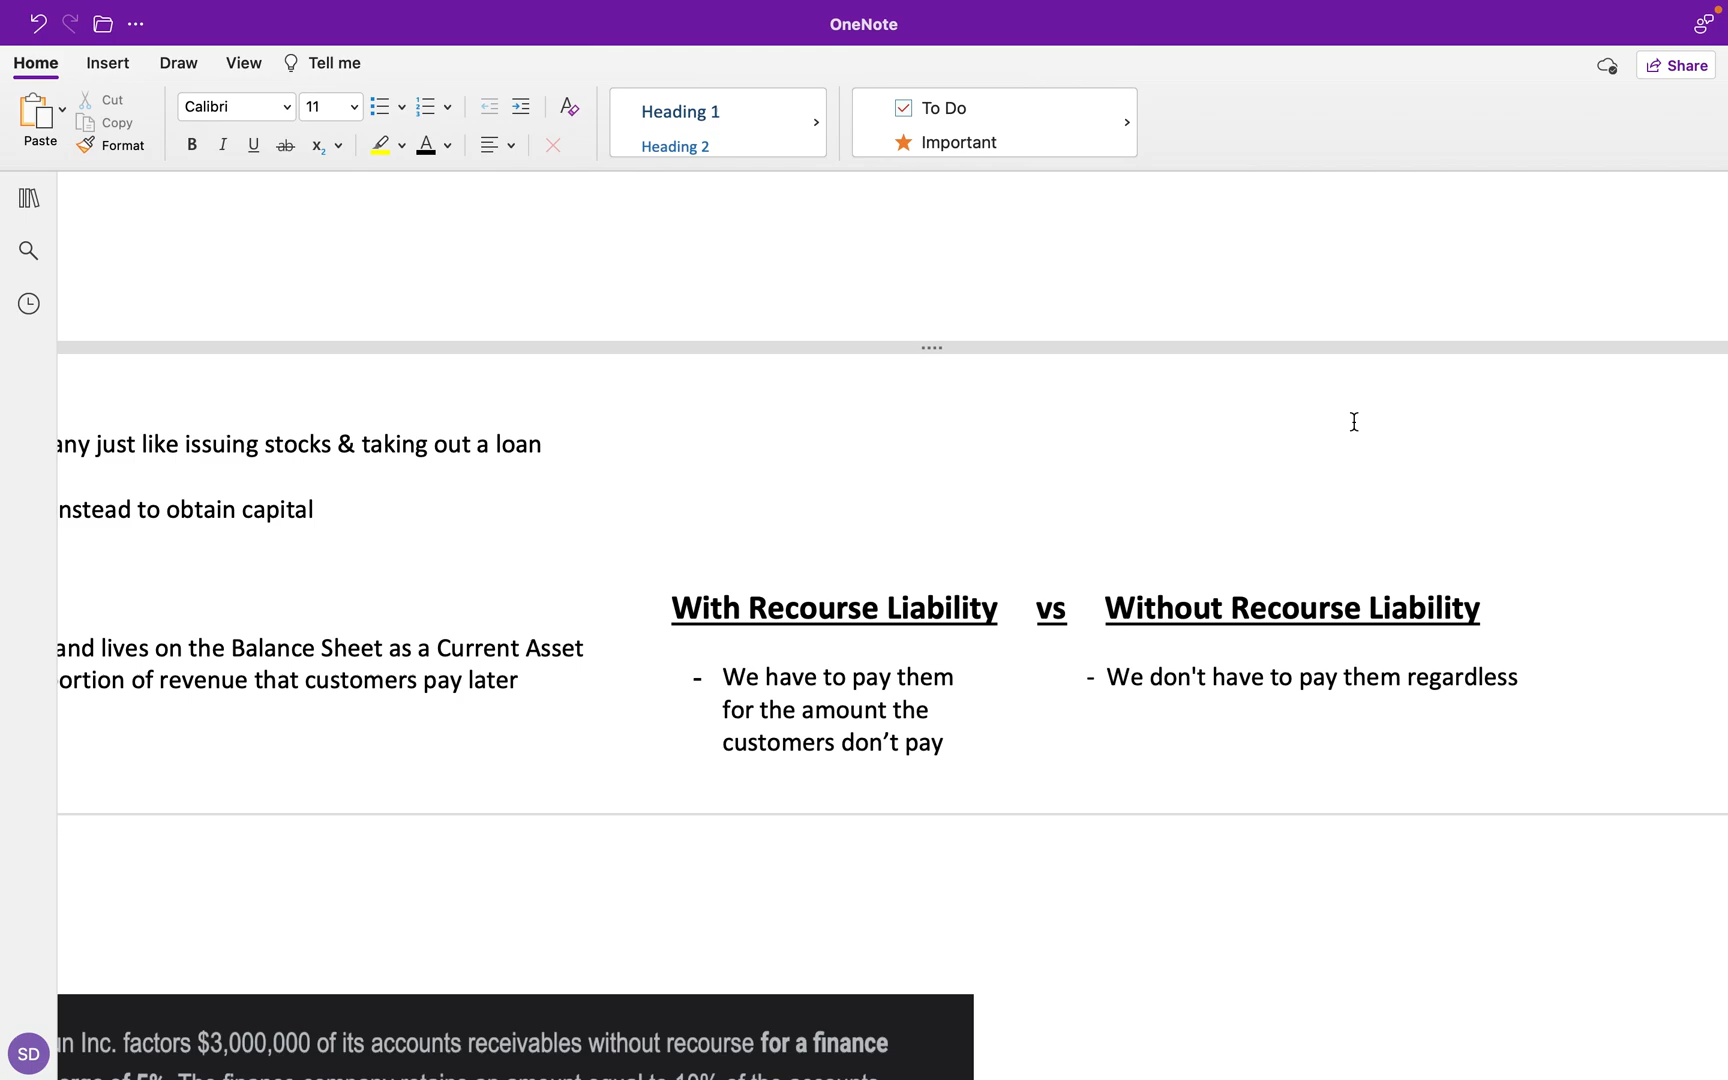 OneNote
Home Insert Draw View Tell me
Share
Paste
Cut
Copy
Format
Calibri 11
B I U ab x₂ A
Heading 1
Heading 2
To Do
Important
any just like issuing stocks & taking out a loan
nstead to obtain capital
With Recourse Liability vs Without Recourse Liability
and lives on the Balance Sheet as a Current Asset
ortion of revenue that customers pay later
- We have to pay them
for the amount the
customers don’t pay
- We don't have to pay them regardless
SD
n Inc. factors $3,000,000 of its accounts receivables without recourse for a finance